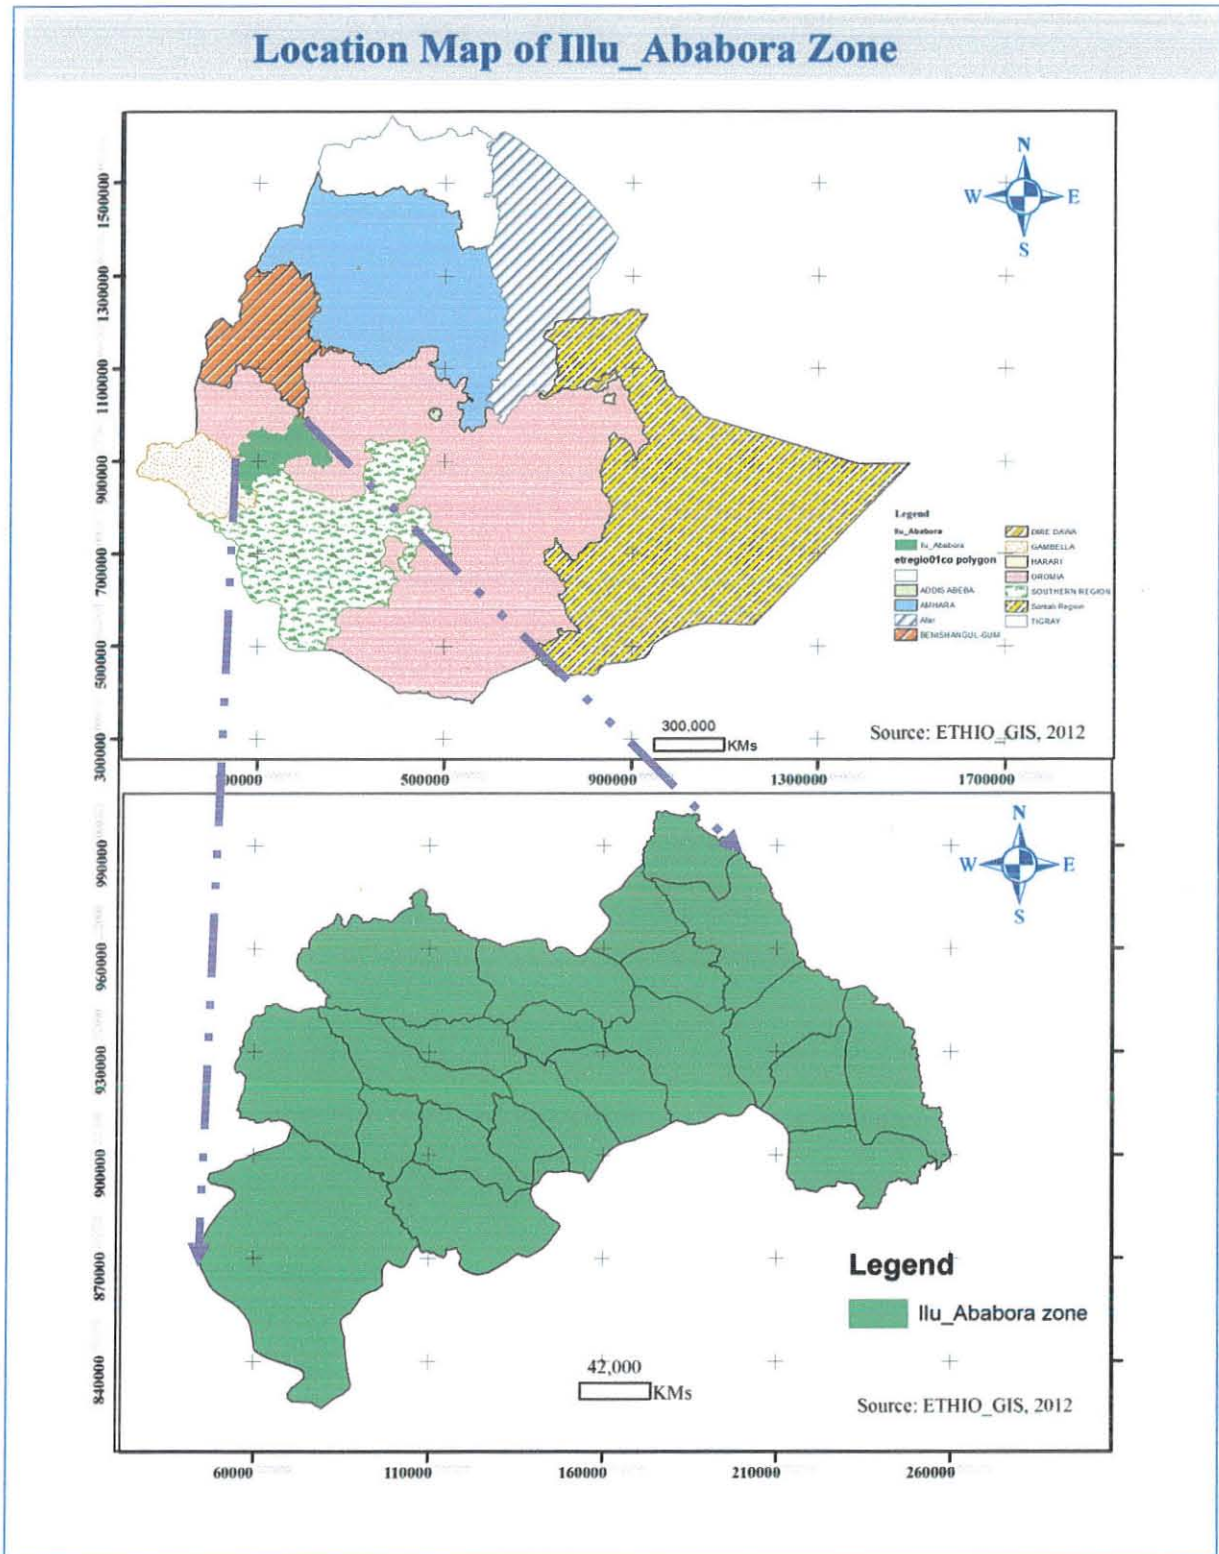 Location Map of Illu_Ababora Zone
N
W E
S
1500000
1300000
1100000
900000
700000
500000
300000
Legend
Ilu_Ababora
Ilu_Ababora
etregio01co polygon
ADDIS ABEBA
AMHARA
Afar
BENISHANGUL-GUM
DIRE DAWA
GAMBELLA
HARARI
OROMIA
SOUTHERN REGION
Somali Region
TIGRAY
300,000
KMs
Source: ETHIO_GIS, 2012
500000 900000 1300000 1700000
N
W E
S
990000
960000
930000
900000
870000
840000
Legend
Ilu_Ababora zone
42,000
KMs
Source: ETHIO_GIS, 2012
60000 110000 160000 210000 260000